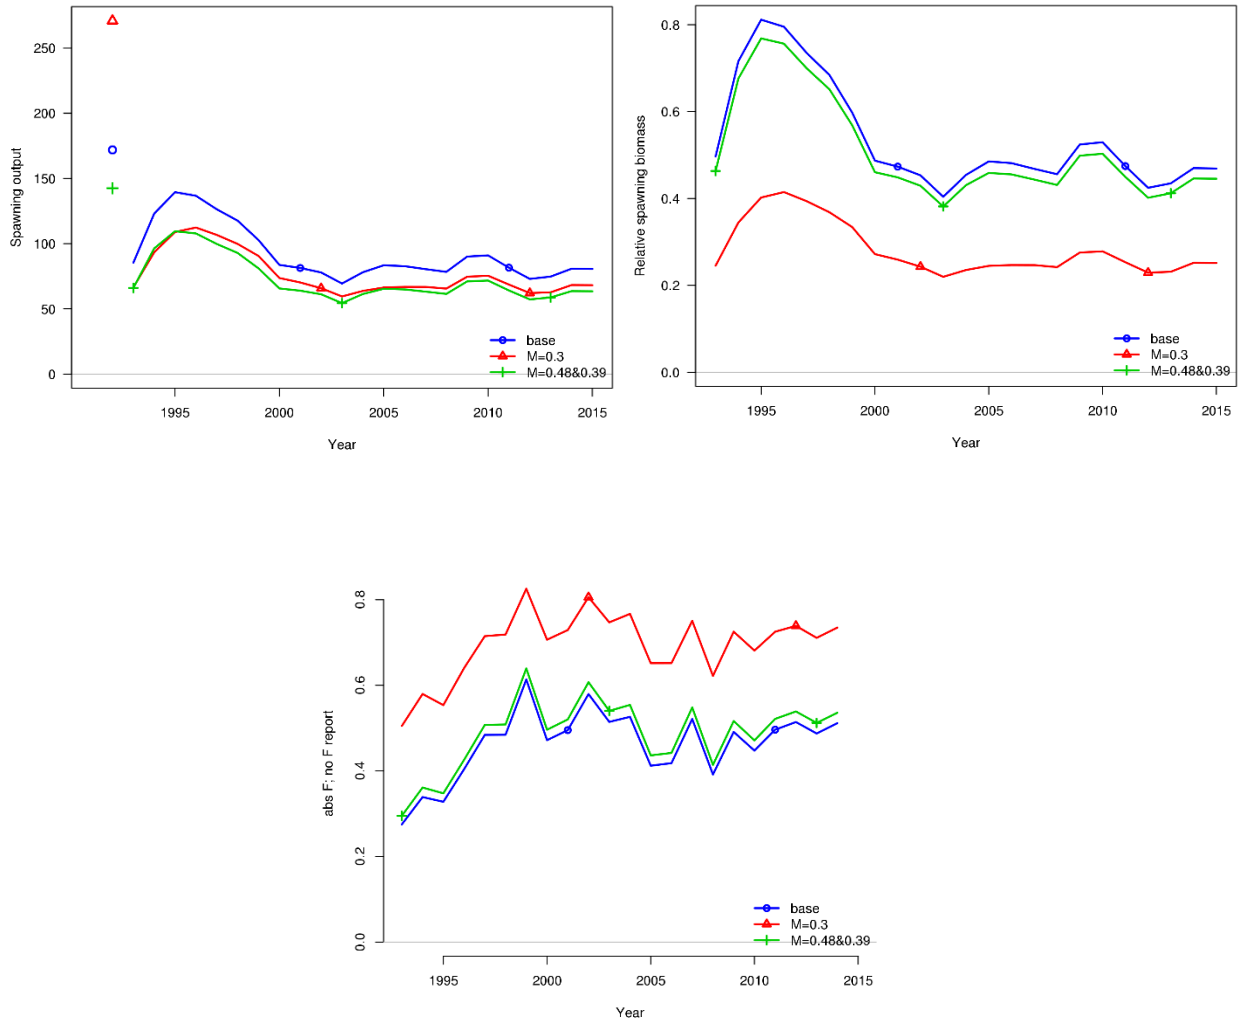 Spawning output
250
200
150
100
50
0
base
M=0.3
M=0.48&0.39
1995
2000
2005
2010
2015
Year
Relative spawning biomass
0.8
0.6
0.4
0.2
0.0
base
M=0.3
M=0.48&0.39
1995
2000
2005
2010
2015
Year
abs F; no F report
0.8
0.6
0.4
0.2
0.0
base
M=0.3
M=0.48&0.39
1995
2000
2005
2010
2015
Year